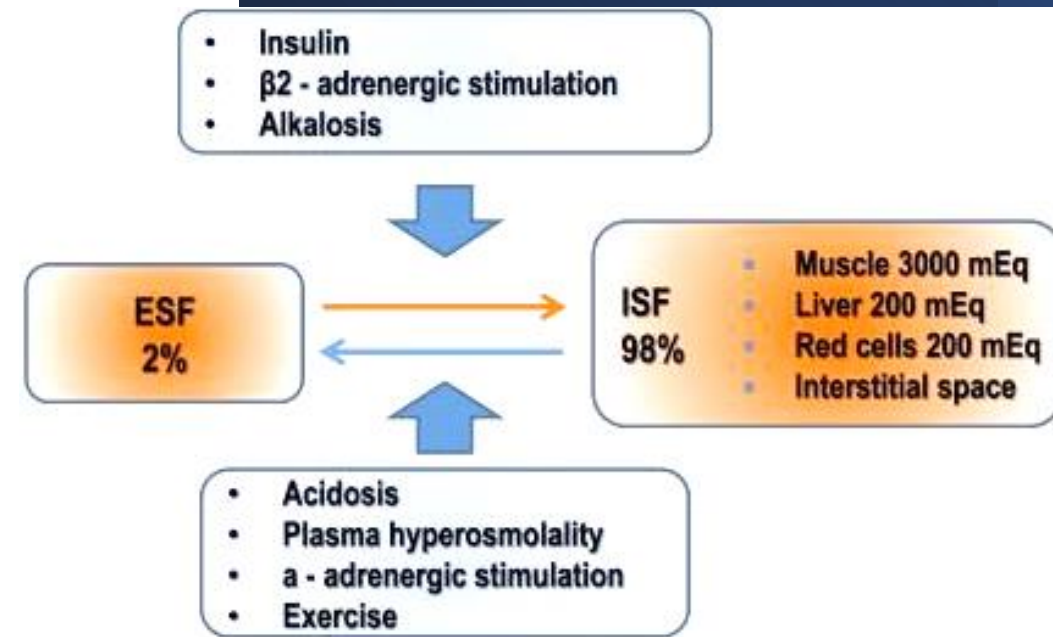 • Insulin
• β2 - adrenergic stimulation
• Alkalosis
ESF
2%
ISF
98%
▪ Muscle 3000 mEq
▪ Liver 200 mEq
▪ Red cells 200 mEq
▪ Interstitial space
• Acidosis
• Plasma hyperosmolality
• a - adrenergic stimulation
• Exercise